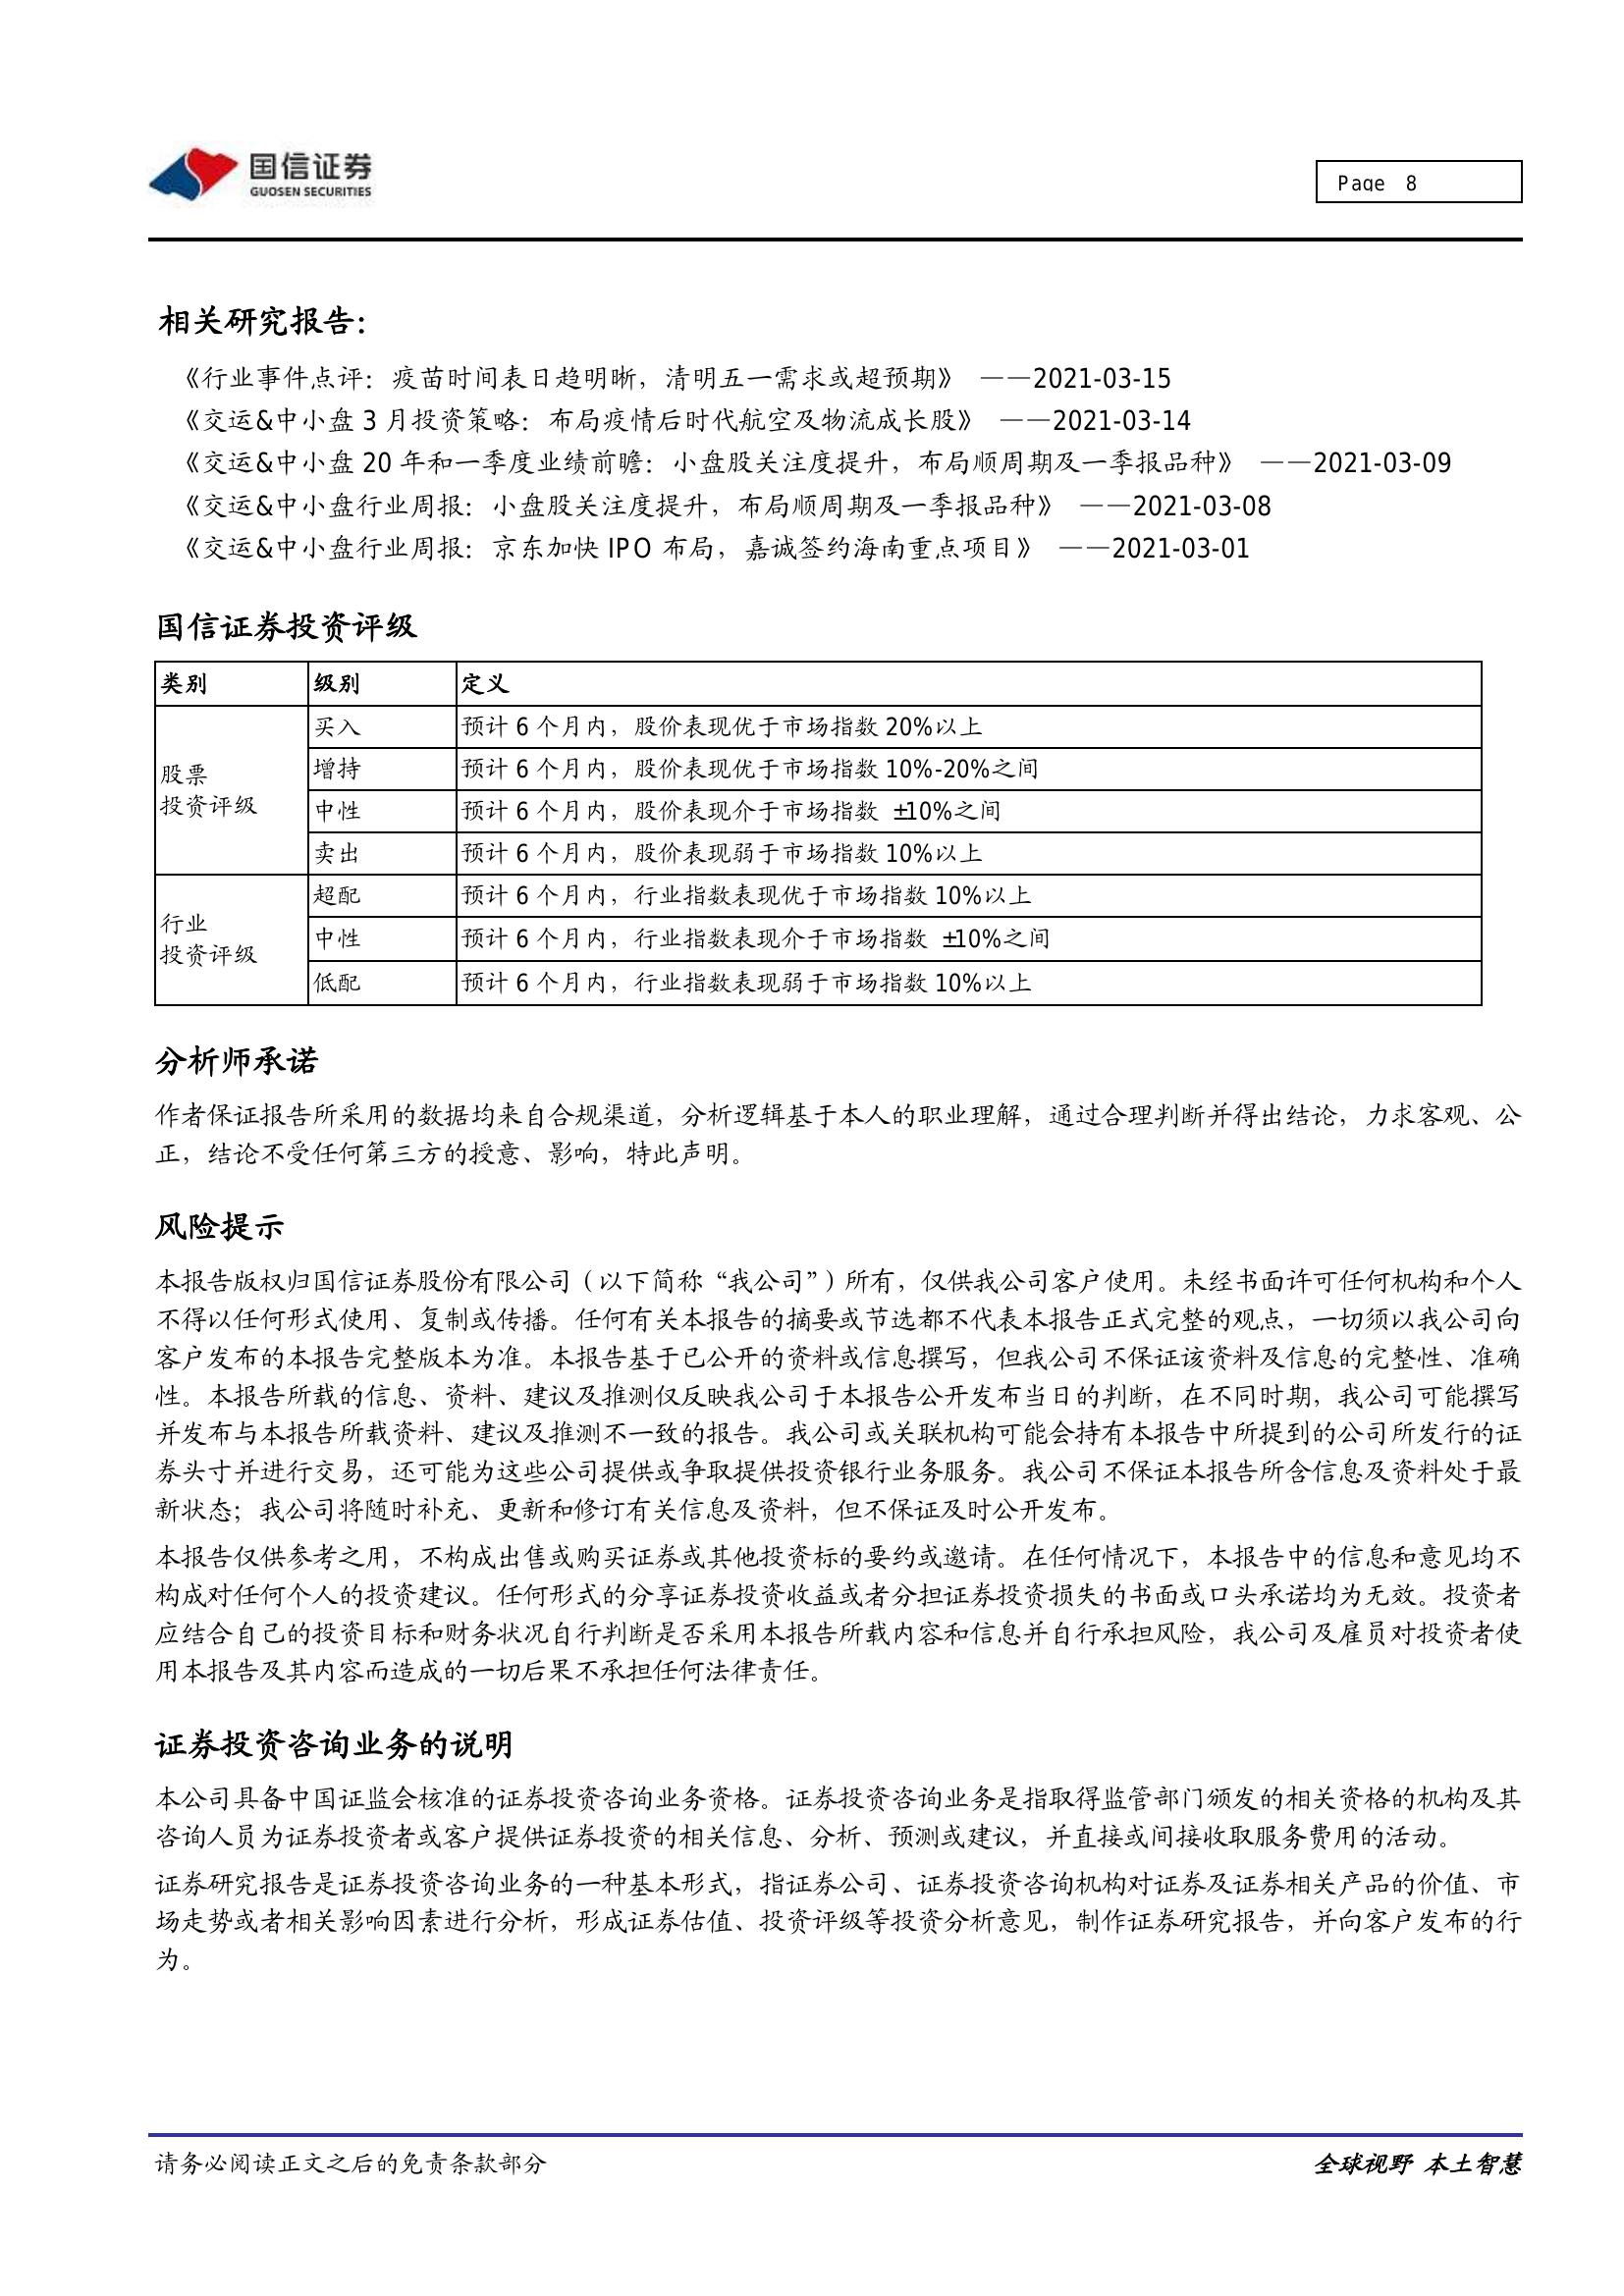 国信证券
GUOSEN SECURITIES
Page 8
相关研究报告：
《行业事件点评：疫苗时间表日趋明晰，清明五一需求或超预期》 ——2021-03-15
《交运&中小盘 3 月投资策略：布局疫情后时代航空及物流成长股》 ——2021-03-14
《交运&中小盘 20 年和一季度业绩前瞻：小盘股关注度提升，布局顺周期及一季报品种》 ——2021-03-09
《交运&中小盘行业周报：小盘股关注度提升，布局顺周期及一季报品种》 ——2021-03-08
《交运&中小盘行业周报：京东加快 IPO 布局，嘉诚签约海南重点项目》 ——2021-03-01
国信证券投资评级
类别 级别 定义
股票
投资评级
买入 预计 6 个月内，股价表现优于市场指数 20%以上
增持 预计 6 个月内，股价表现优于市场指数 10%-20%之间
中性 预计 6 个月内，股价表现介于市场指数 ±10%之间
卖出 预计 6 个月内，股价表现弱于市场指数 10%以上
行业
投资评级
超配 预计 6 个月内，行业指数表现优于市场指数 10%以上
中性 预计 6 个月内，行业指数表现介于市场指数 ±10%之间
低配 预计 6 个月内，行业指数表现弱于市场指数 10%以上
分析师承诺
作者保证报告所采用的数据均来自合规渠道，分析逻辑基于本人的职业理解，通过合理判断并得出结论，力求客观、公
正，结论不受任何第三方的授意、影响，特此声明。
风险提示
本报告版权归国信证券股份有限公司（以下简称“我公司”）所有，仅供我公司客户使用。未经书面许可任何机构和个人
不得以任何形式使用、复制或传播。任何有关本报告的摘要或节选都不代表本报告正式完整的观点，一切须以我公司向
客户发布的本报告完整版本为准。本报告基于已公开的资料或信息撰写，但我公司不保证该资料及信息的完整性、准确
性。本报告所载的信息、资料、建议及推测仅反映我公司于本报告公开发布当日的判断，在不同时期，我公司可能撰写
并发布与本报告所载资料、建议及推测不一致的报告。我公司或关联机构可能会持有本报告中所提到的公司所发行的证
券头寸并进行交易，还可能为这些公司提供或争取提供投资银行业务服务。我公司不保证本报告所含信息及资料处于最
新状态；我公司将随时补充、更新和修订有关信息及资料，但不保证及时公开发布。
本报告仅供参考之用，不构成出售或购买证券或其他投资标的要约或邀请。在任何情况下，本报告中的信息和意见均不
构成对任何个人的投资建议。任何形式的分享证券投资收益或者分担证券投资损失的书面或口头承诺均为无效。投资者
应结合自己的投资目标和财务状况自行判断是否采用本报告所载内容和信息并自行承担风险，我公司及雇员对投资者使
用本报告及其内容而造成的一切后果不承担任何法律责任。
证券投资咨询业务的说明
本公司具备中国证监会核准的证券投资咨询业务资格。证券投资咨询业务是指取得监管部门颁发的相关资格的机构及其
咨询人员为证券投资者或客户提供证券投资的相关信息、分析、预测或建议，并直接或间接收取服务费用的活动。
证券研究报告是证券投资咨询业务的一种基本形式，指证券公司、证券投资咨询机构对证券及证券相关产品的价值、市
场走势或者相关影响因素进行分析，形成证券估值、投资评级等投资分析意见，制作证券研究报告，并向客户发布的行
为。
请务必阅读正文之后的免责条款部分 全球视野 本土智慧